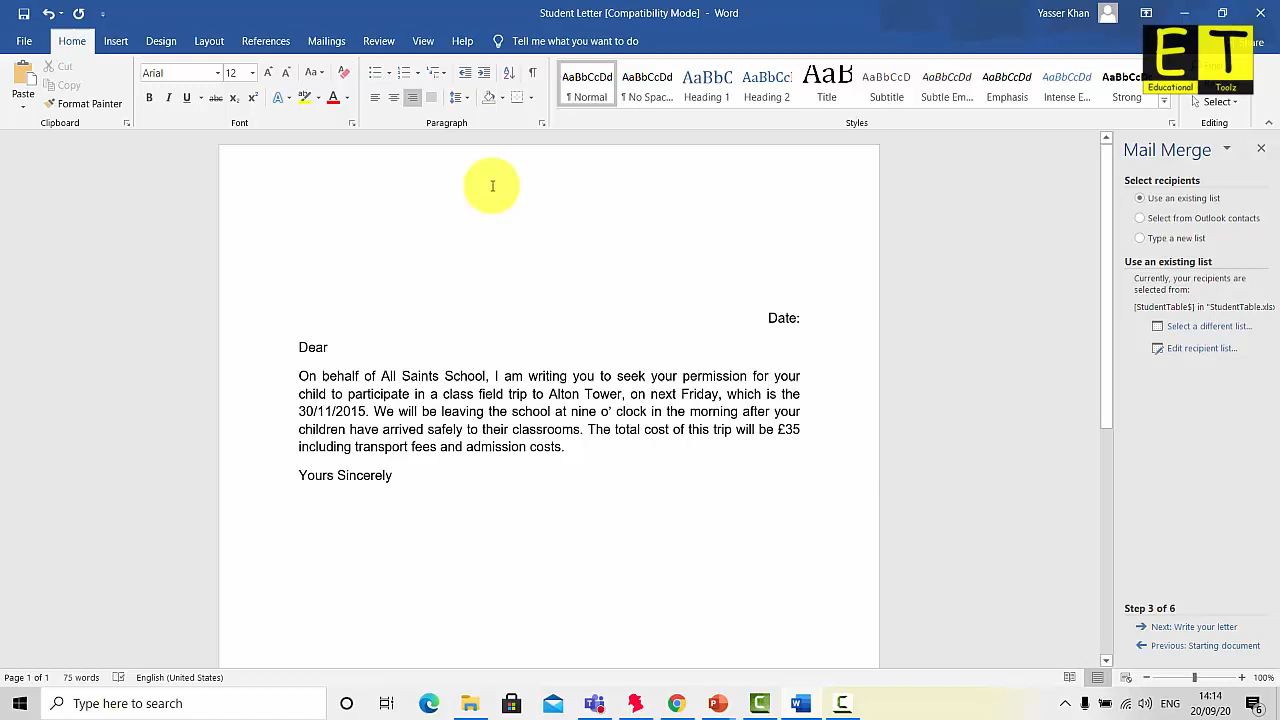 Student Letter [Compatibility Mode] - Word
Yasser Khan
File Home Insert Design Layout References Mailings Review View Help Tell me what you want to do
Paste
Cut
Copy
Format Painter
Clipboard
Arial 12
Font
Paragraph
AaBbCcDd AaBbCcDd AaBbC AaBbCcI AaB AaBbCcDd AaBbCcDd AaBbCcDd AaBbCcDd AaBbCc
¶ Normal ¶ No Spac... Heading 1 Heading 2 Title Subtitle Subtle Em... Emphasis Intense E... Strong
Styles
E T
Educational Toolz
Select
Editing
Date:
Dear
On behalf of All Saints School, I am writing you to seek your permission for your
child to participate in a class field trip to Alton Tower, on next Friday, which is the
30/11/2015. We will be leaving the school at nine o’ clock in the morning after your
children have arrived safely to their classrooms. The total cost of this trip will be £35
including transport fees and admission costs.
Yours Sincerely
Mail Merge
Select recipients
Use an existing list
Select from Outlook contacts
Type a new list
Use an existing list
Currently, your recipients are
selected from:
[StudentTable$] in "StudentTable.xls
Select a different list...
Edit recipient list...
Step 3 of 6
Next: Write your letter
Previous: Starting document
Page 1 of 1 75 words English (United States)
100%
Type here to search
ENG
14:14
20/09/20
6